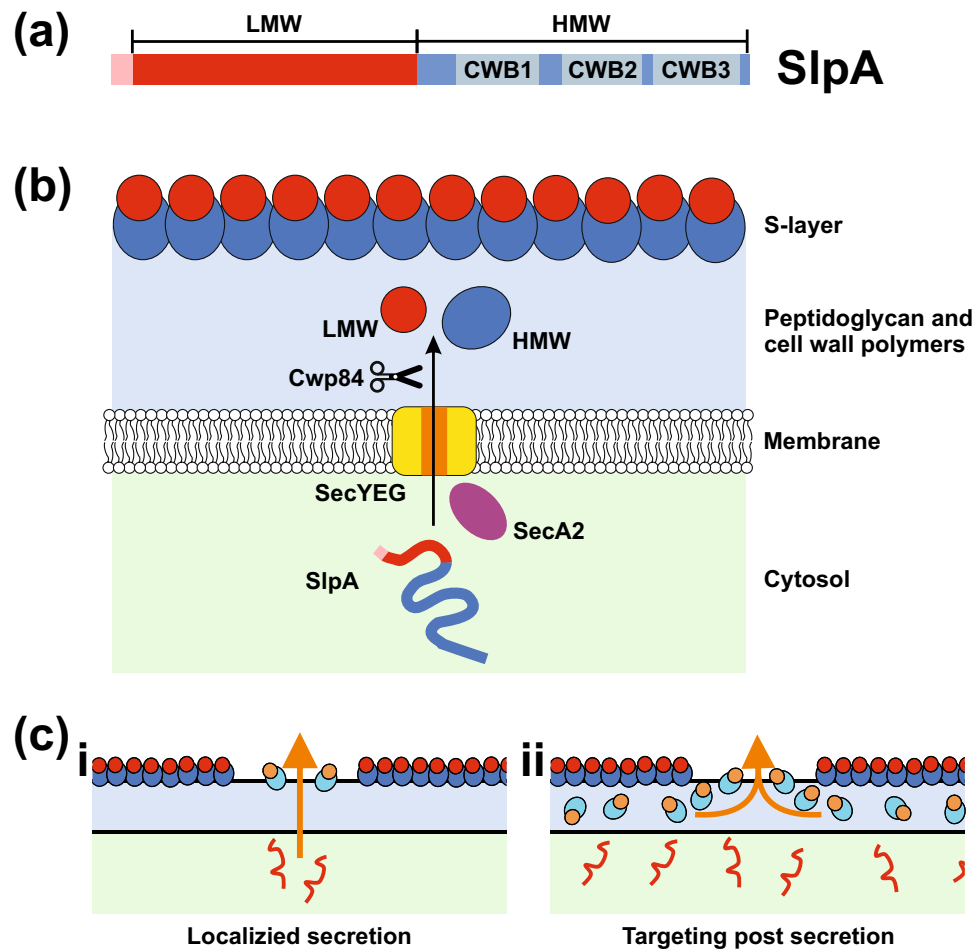 (a)
LMW HMW
CWB1 CWB2 CWB3
SlpA
(b)
S-layer
LMW
HMW
Peptidoglycan and
cell wall polymers
Cwp84
Membrane
SecYEG
SecA2
SlpA
Cytosol
(c)
i
ii
Localizied secretion
Targeting post secretion